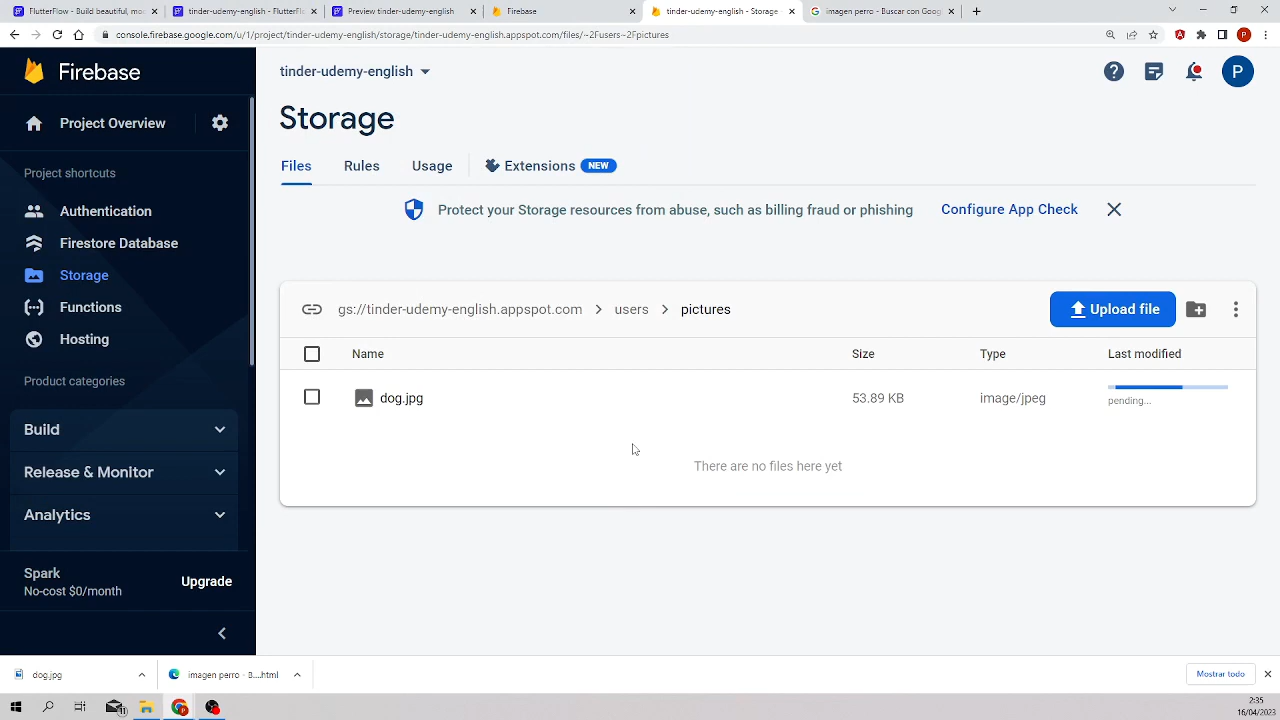 FlutterFlow - Build beautiful, mod
tinder-udemy-english - FlutterFlo
Preview tinder-udemy-english
Firebase
tinder-udemy-english - Storage
imagen perro - Buscar con Goog
console.firebase.google.com/u/1/project/tinder-udemy-english/storage/tinder-udemy-english.appspot.com/files/~2Fusers~2Fpictures
P
Firebase
tinder-udemy-english
P
Storage
Project Overview
Files
Rules
Usage
Extensions
NEW
Project shortcuts
Authentication
Protect your Storage resources from abuse, such as billing fraud or phishing
Configure App Check
Firestore Database
Storage
Functions
gs://tinder-udemy-english.appspot.com > users > pictures
Upload file
Hosting
Name
Size
Type
Last modified
Product categories
dog.jpg
53.89 KB
image/jpeg
pending...
Build
There are no files here yet
Release & Monitor
Analytics
Spark
No-cost $0/month
Upgrade
dog.jpg
imagen perro - B....html
Mostrar todo
2:35
16/04/2023